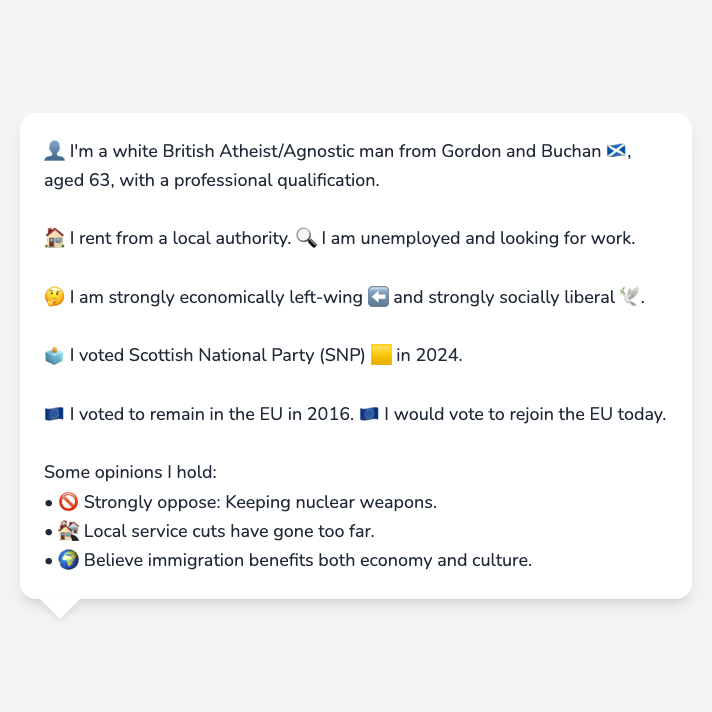 👤 I'm a white British Atheist/Agnostic man from Gordon and Buchan 🏴󠁧󠁢󠁳󠁣󠁴󠁿,
aged 63, with a professional qualification.
🏠 I rent from a local authority. 🔍 I am unemployed and looking for work.
🤔 I am strongly economically left-wing ⬅️ and strongly socially liberal 🕊️.
🗳️ I voted Scottish National Party (SNP) 🟨 in 2024.
🇪🇺 I voted to remain in the EU in 2016. 🇪🇺 I would vote to rejoin the EU today.
Some opinions I hold:
• 🚫 Strongly oppose: Keeping nuclear weapons.
• 🏚️ Local service cuts have gone too far.
• 🌍 Believe immigration benefits both economy and culture.